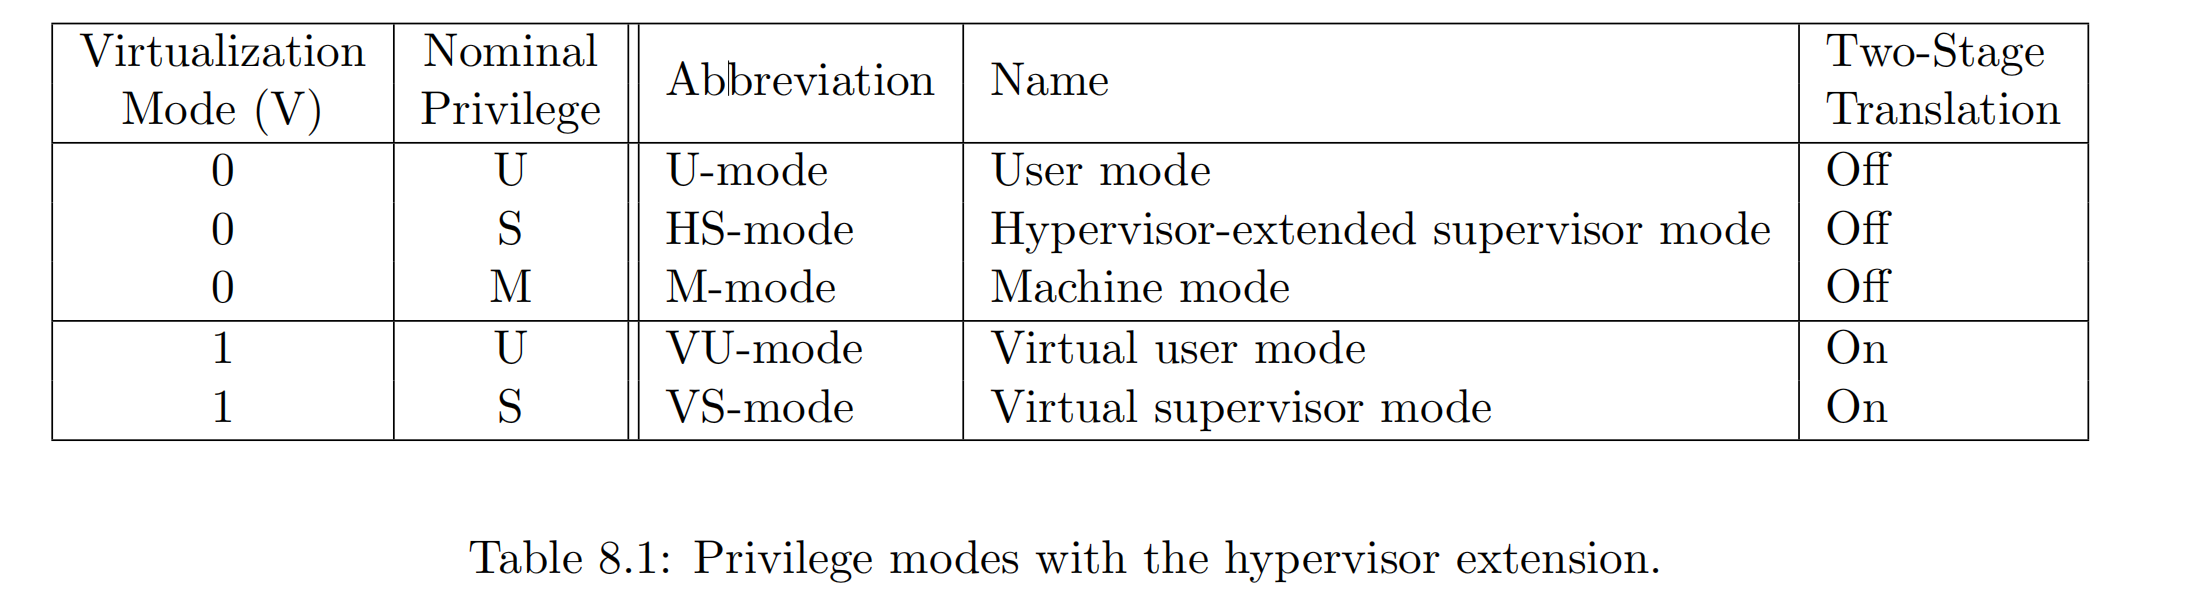 Virtualization Nominal Two-Stage
Abbreviation Name
Mode (V) Privilege Translation
0 U U-mode User mode Off
0 S HS-mode Hypervisor-extended supervisor mode Off
0 M M-mode Machine mode Off
1 U VU-mode Virtual user mode On
1 S VS-mode Virtual supervisor mode On
Table 8.1: Privilege modes with the hypervisor extension.